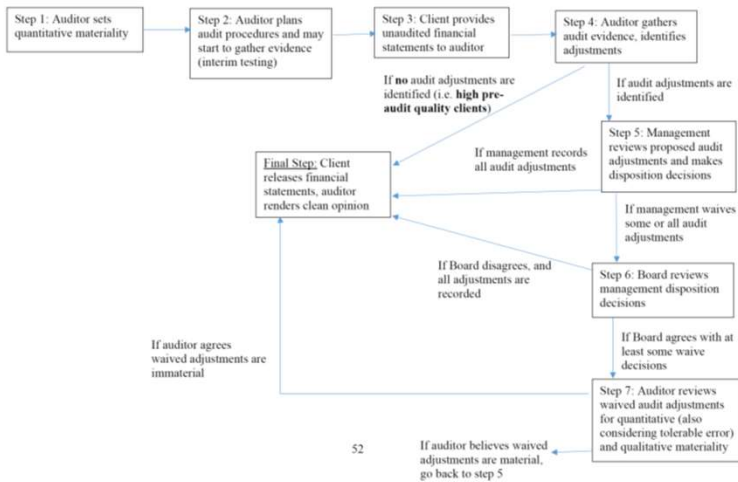 Step 1: Auditor sets
quantitative materiality
Step 2: Auditor plans
audit procedures and may
start to gather evidence
(interim testing)
Step 3: Client provides
unaudited financial
statements to auditor
Step 4: Auditor gathers
audit evidence, identifies
adjustments
If no audit adjustments are
identified (i.e. high pre-
audit quality clients)
If audit adjustments are
identified
Step 5: Management
reviews proposed audit
adjustments and makes
disposition decisions
If management records
all audit adjustments
Final Step: Client
releases financial
statements, auditor
renders clean opinion
If management waives
some or all audit
adjustments
If Board disagrees, and
all adjustments are
recorded
Step 6: Board reviews
management disposition
decisions
If Board agrees with at
least some waive
decisions
If auditor agrees
waived adjustments are
immaterial
Step 7: Auditor reviews
waived audit adjustments
for quantitative (also
considering tolerable error)
and qualitative materiality
52
If auditor believes waived
adjustments are material,
go back to step 5